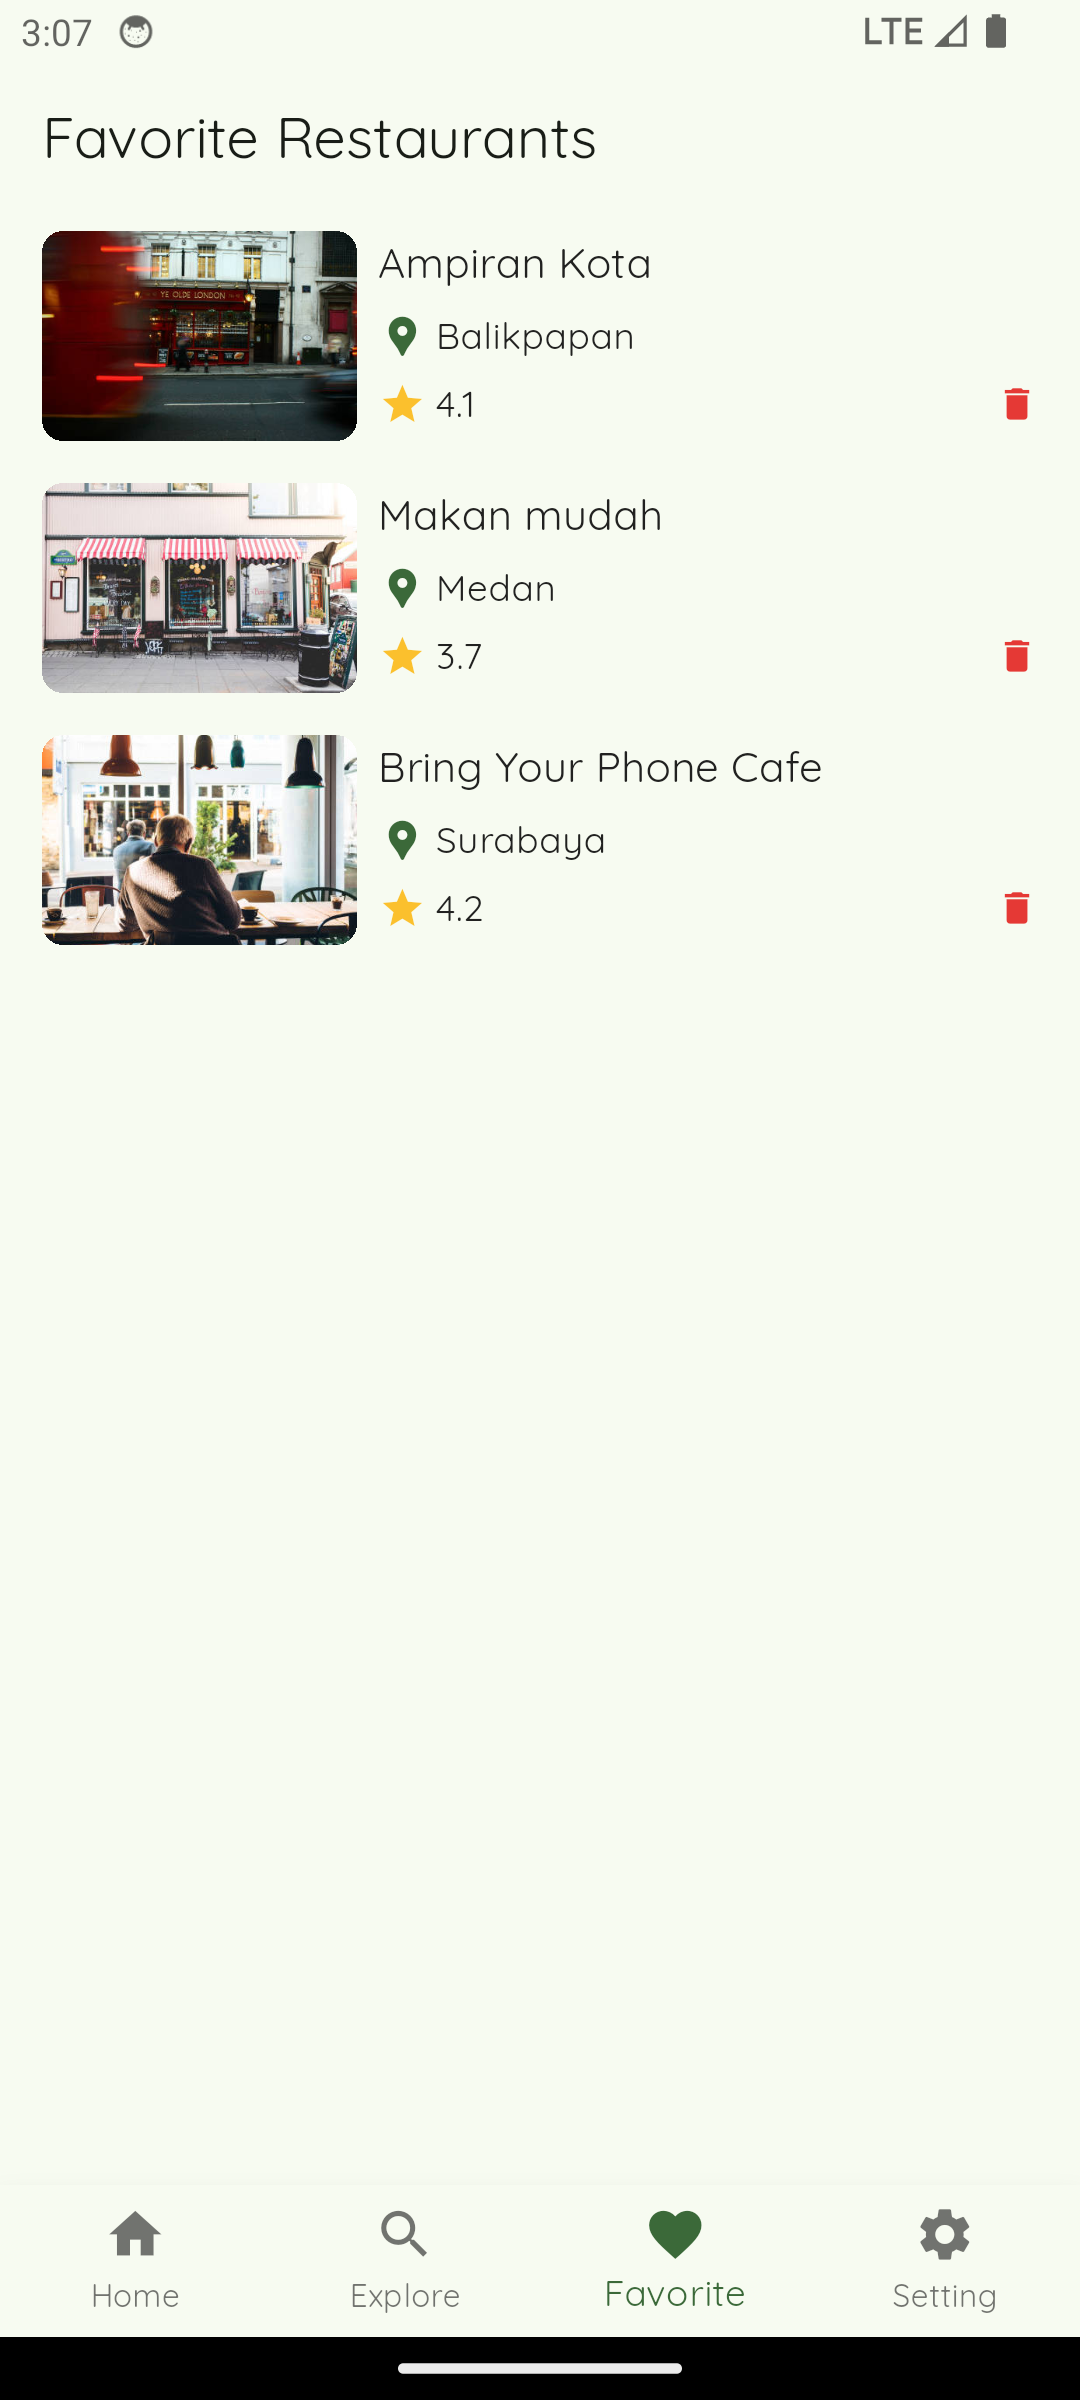 3:07 LTE
Favorite Restaurants
YE OLDE LONDON
Ampiran Kota
Balikpapan
4.1
Makan mudah
Medan
3.7
Bring Your Phone Cafe
Surabaya
4.2
Home Explore Favorite Setting